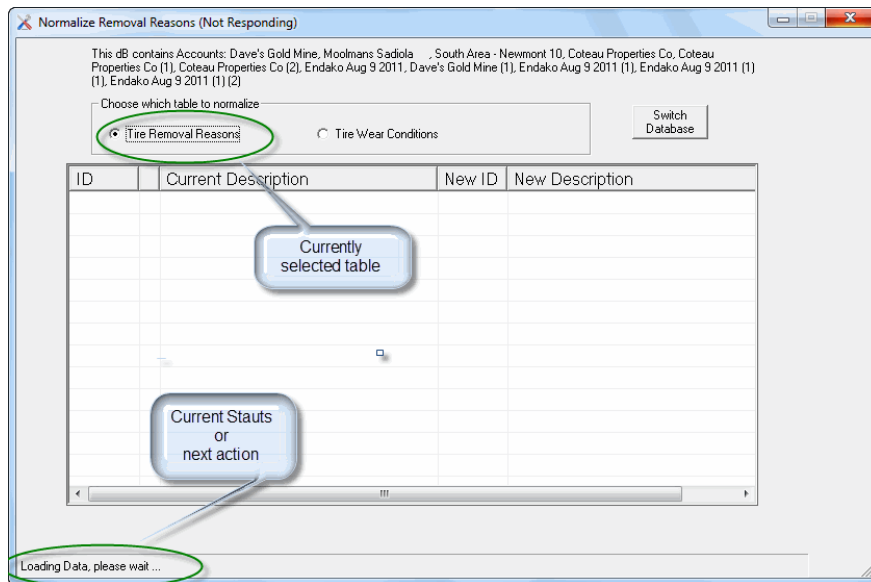 Normalize Removal Reasons (Not Responding)
This dB contains Accounts: Dave's Gold Mine, Moolmans Sadiola , South Area - Newmont 10, Coteau Properties Co, Coteau
Properties Co (1), Coteau Properties Co (2), Endako Aug 9 2011, Dave's Gold Mine (1), Endako Aug 9 2011 (1), Endako Aug 9 2011 (1)
(1), Endako Aug 9 2011 (1) (2)
Choose which table to normalize
Tire Removal Reasons
Tire Wear Conditions
Switch
Database
ID Current Description New ID New Description
Currently
selected table
Current Stauts
or
next action
Loading Data, please wait ...